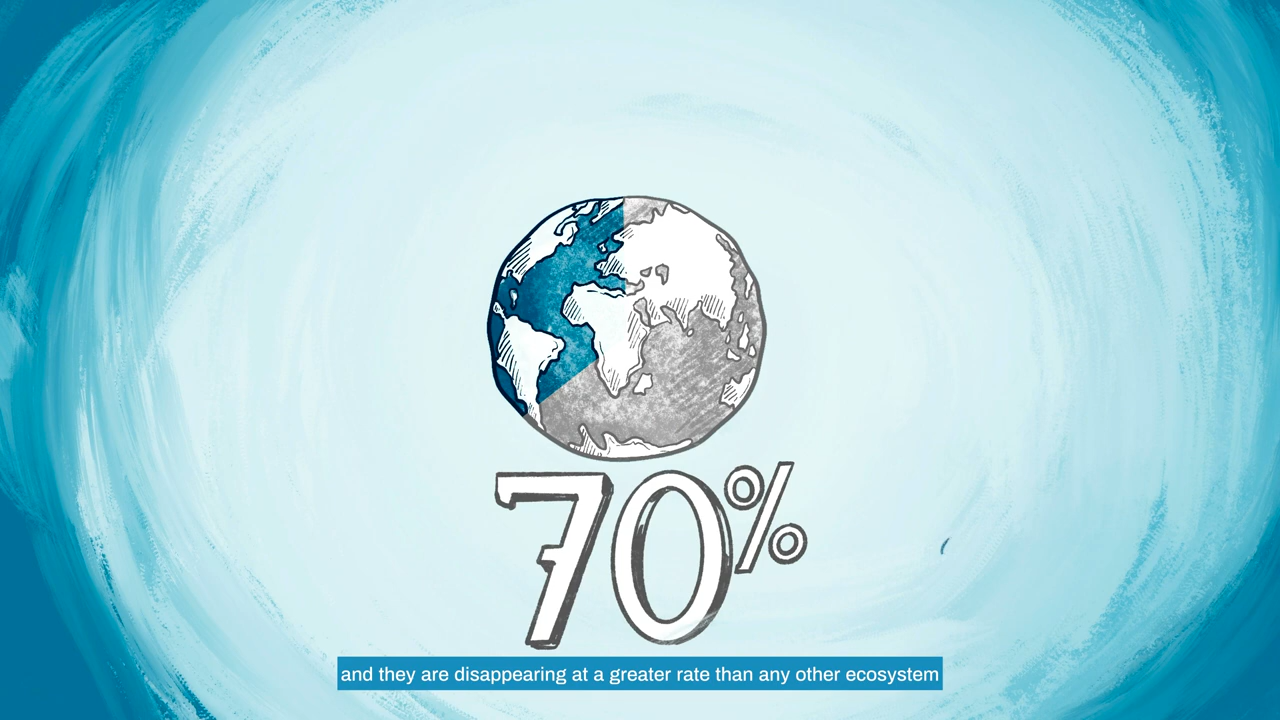 70%
and they are disappearing at a greater rate than any other ecosystem